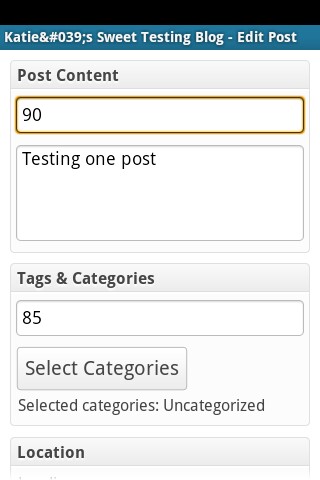 Katie&#039;s Sweet Testing Blog - Edit Post
Post Content
90
Testing one post
Tags & Categories
85
Select Categories
Selected categories: Uncategorized
Location